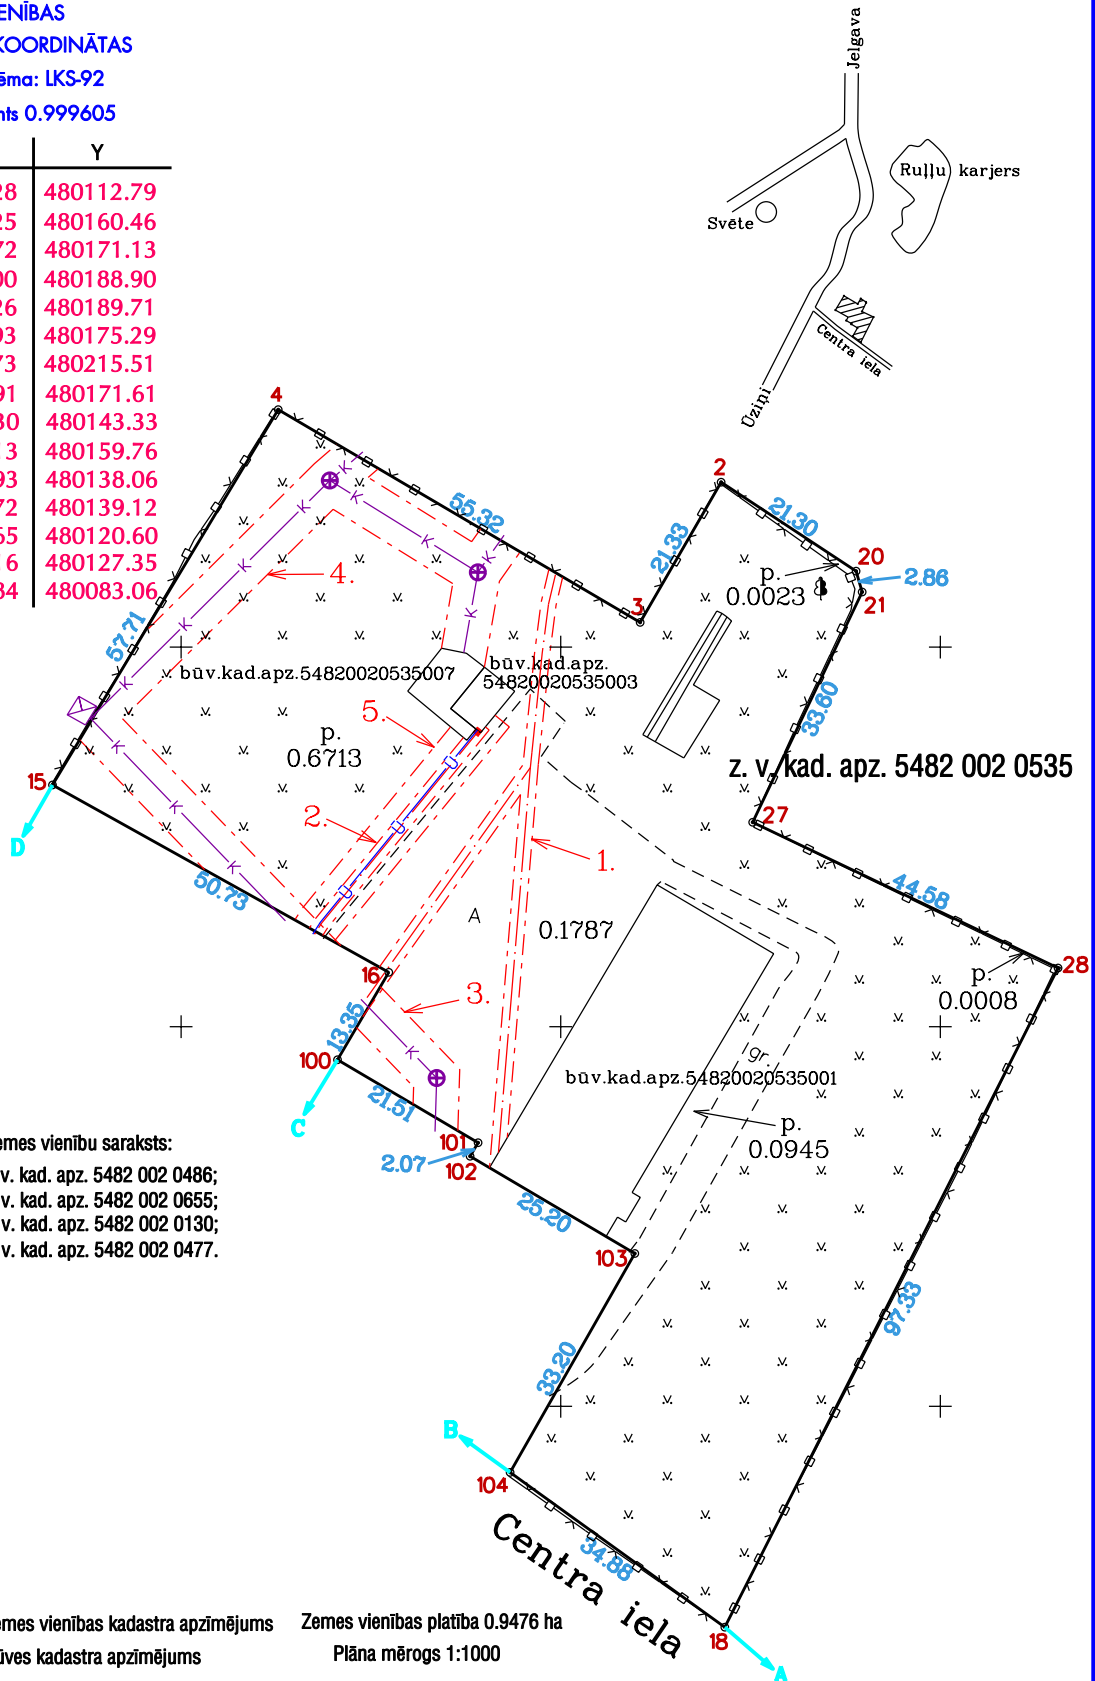 ENĪBAS
KOORDINĀTAS
ēma: LKS-92
nts 0.999605
Y
28 480112.79
25 480160.46
72 480171.13
00 480188.90
26 480189.71
93 480175.29
73 480215.51
91 480171.61
30 480143.33
13 480159.76
93 480138.06
72 480139.12
65 480120.60
16 480127.35
34 480083.06
Jelgava
Ruļļu karjers
Svēte
Centra iela
Uziņi
4
2
55.32
21.33
21.30
20
p.
0.0023
2.86
21
3
4.
57.71
būv.kad.apz.54820020535007
būv.kad.apz.
54820020535003
33.60
5.
p.
0.6713
z. v. kad. apz. 5482 002 0535
15
D
2.
U
U
U
27
1.
50.73
44.58
A
0.1787
16
28
p.
0.0008
3.
13.35
100
gr.
būv.kad.apz.54820020535001
21.51
C
p.
0.0945
101
2.07
102
emes vienību saraksts:
v. kad. apz. 5482 002 0486;
v. kad. apz. 5482 002 0655;
v. kad. apz. 5482 002 0130;
v. kad. apz. 5482 002 0477.
25.20
103
97.33
33.20
B
104
Centra iela
34.88
18
A
emes vienības kadastra apzīmējums
ūves kadastra apzīmējums
Zemes vienības platība 0.9476 ha
Plāna mērogs 1:1000